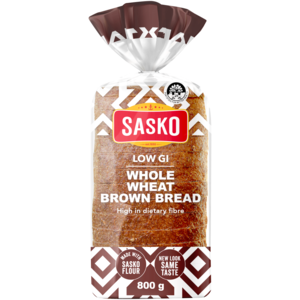 SASKO
LOW GI
WHOLE
WHEAT
BROWN BREAD
High in dietary fibre
MADE WITH
SASKO
FLOUR
NEW LOOK
SAME
TASTE
800 g